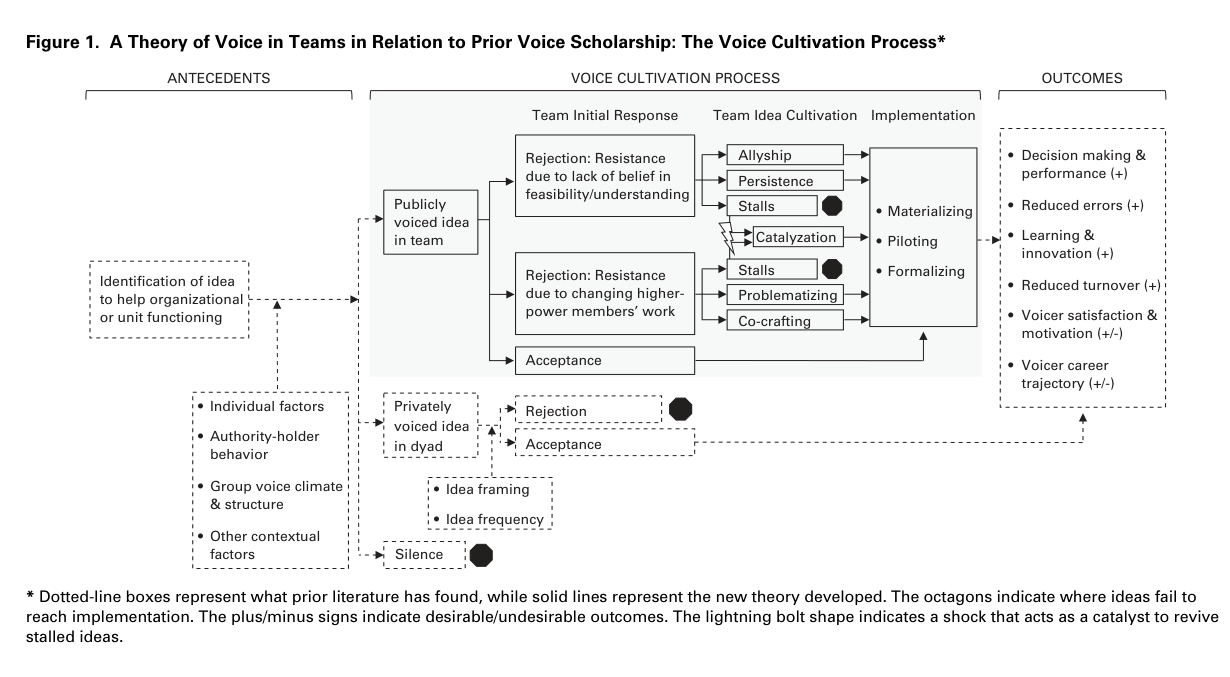 Figure 1. A Theory of Voice in Teams in Relation to Prior Voice Scholarship: The Voice Cultivation Process*
ANTECEDENTS
VOICE CULTIVATION PROCESS
OUTCOMES
Team Initial Response
Team Idea Cultivation
Implementation
Identification of idea
to help organizational
or unit functioning
• Individual factors
• Authority-holder
behavior
• Group voice climate
& structure
• Other contextual
factors
Publicly
voiced idea
in team
Rejection: Resistance
due to lack of belief in
feasibility/understanding
Rejection: Resistance
due to changing higher-
power members' work
Acceptance
Allyship
Persistence
Stalls
Catalyzation
Stalls
Problematizing
Co-crafting
• Materializing
• Piloting
• Formalizing
Privately
voiced idea
in dyad
Rejection
Acceptance
• Idea framing
• Idea frequency
Silence
• Decision making &
performance (+)
• Reduced errors (+)
• Learning &
innovation (+)
• Reduced turnover (+)
• Voicer satisfaction &
motivation (+/-)
• Voicer career
trajectory (+/-)
* Dotted-line boxes represent what prior literature has found, while solid lines represent the new theory developed. The octagons indicate where ideas fail to
reach implementation. The plus/minus signs indicate desirable/undesirable outcomes. The lightning bolt shape indicates a shock that acts as a catalyst to revive
stalled ideas.